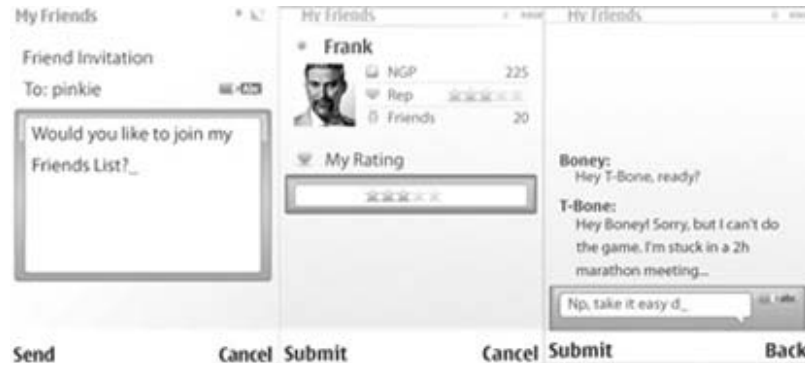 My Friends
Friend Invitation
To: pinkie
Abc
Would you like to join my
Friends List?_
Send Cancel
My Friends
Frank
NGP 225
Rep
Friends 20
My Rating
Submit Cancel
My Friends
Boney:
Hey T-Bone, ready?
T-Bone:
Hey Boney! Sorry, but I can't do
the game. I'm stuck in a 2h
marathon meeting...
Np, take it easy d_
abc
Submit Back